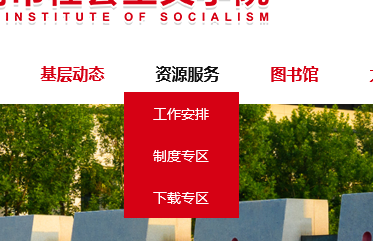 INSTITUTE OF SOCIALISM
基层动态 资源服务 图书馆
工作安排
制度专区
下载专区